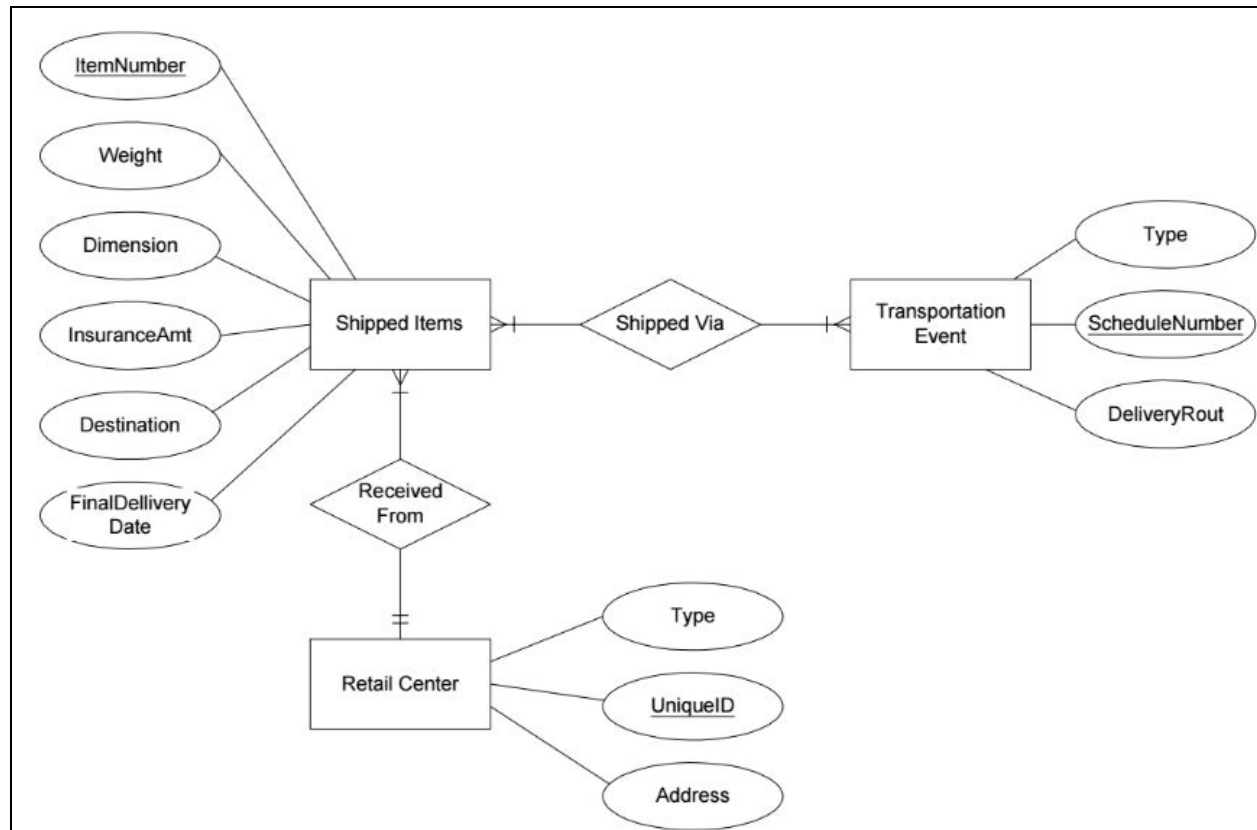 ItemNumber
Weight
Dimension
InsuranceAmt
Destination
FinalDellivery
Date
Shipped Items
Shipped Via
Transportation
Event
Type
ScheduleNumber
DeliveryRout
Received
From
Retail Center
Type
UniqueID
Address